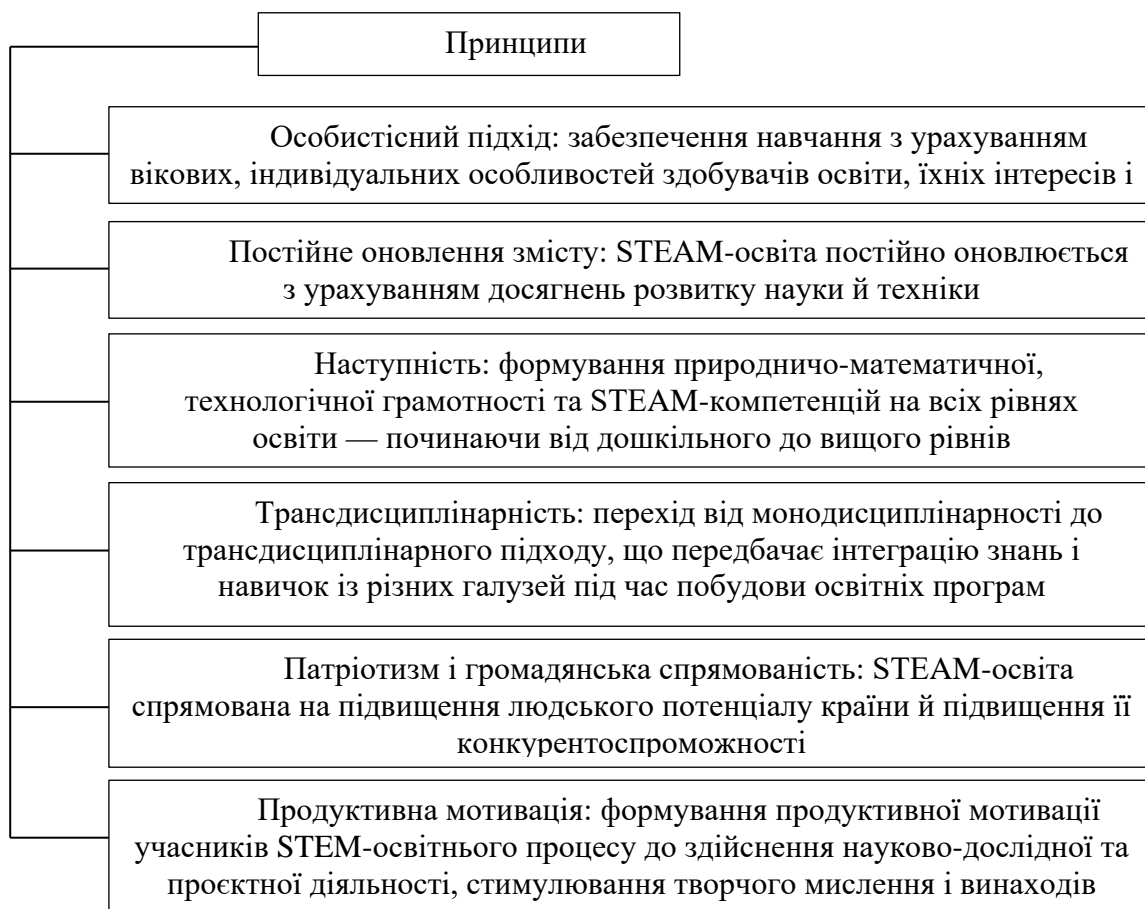 Принципи
Особистісний підхід: забезпечення навчання з урахуванням
вікових, індивідуальних особливостей здобувачів освіти, їхніх інтересів і
Постійне оновлення змісту: STEAM-освіта постійно оновлюється
з урахуванням досягнень розвитку науки й техніки
Наступність: формування природничо-математичної,
технологічної грамотності та STEAM-компетенцій на всіх рівнях
освіти — починаючи від дошкільного до вищого рівнів
Трансдисциплінарність: перехід від монодисциплінарності до
трансдисциплінарного підходу, що передбачає інтеграцію знань і
навичок із різних галузей під час побудови освітніх програм
Патріотизм і громадянська спрямованість: STEAM-освіта
спрямована на підвищення людського потенціалу країни й підвищення її
конкурентоспроможності
Продуктивна мотивація: формування продуктивної мотивації
учасників STEM-освітнього процесу до здійснення науково-дослідної та
проєктної діяльності, стимулювання творчого мислення і винаходів